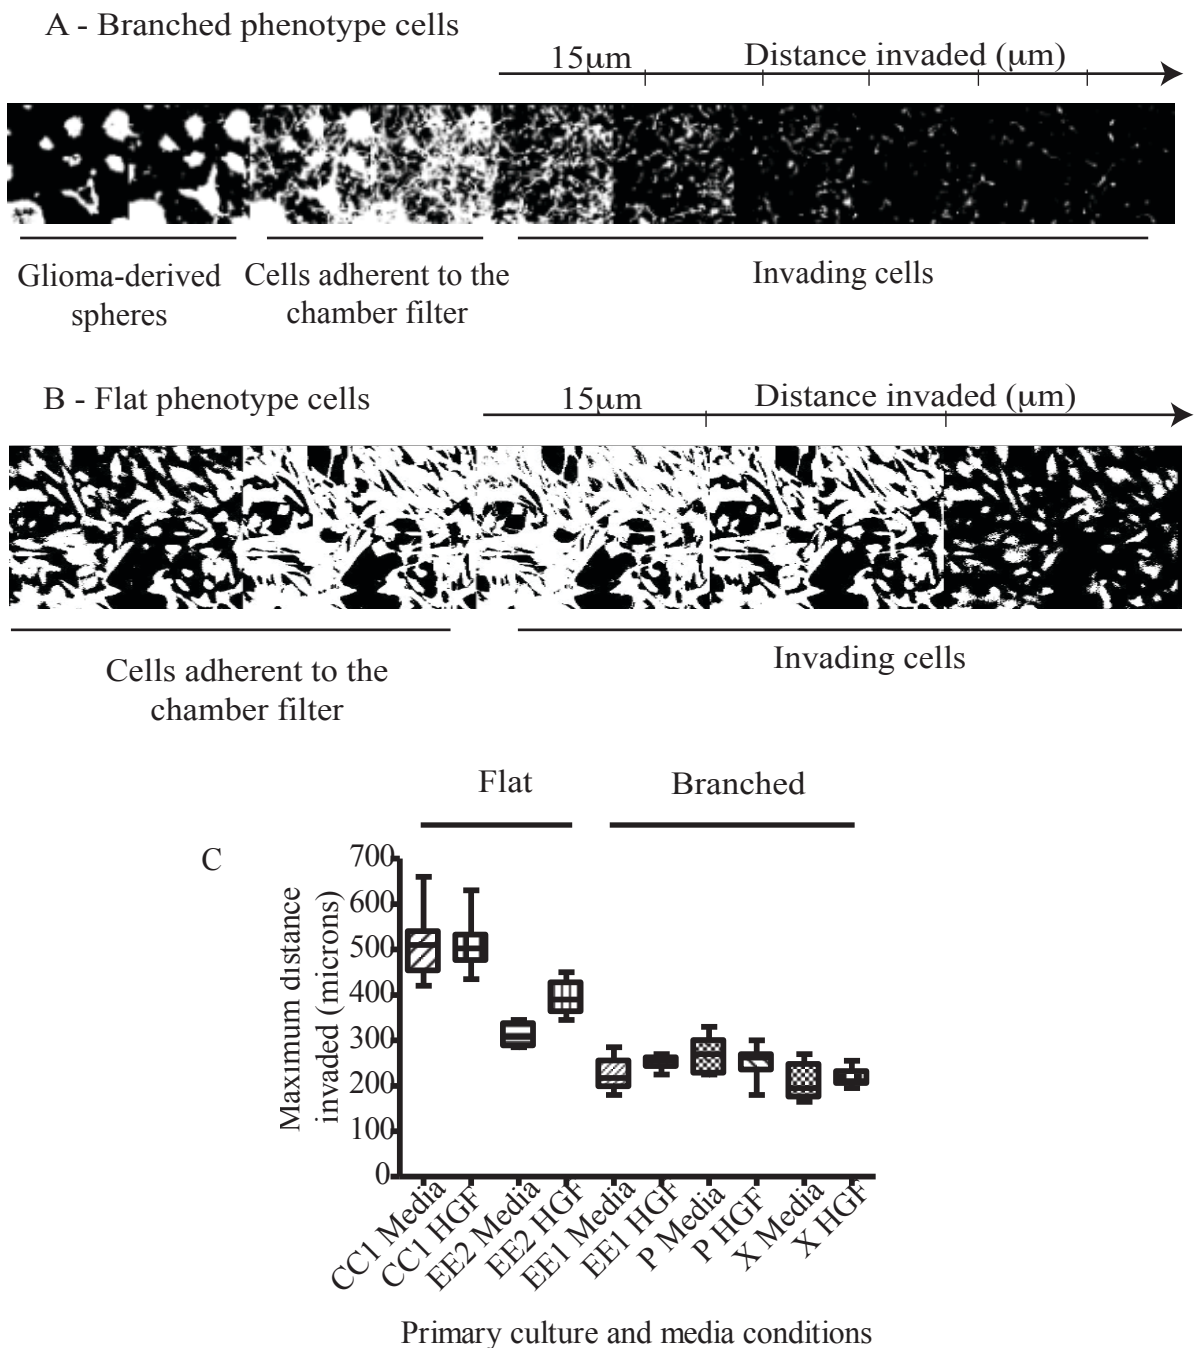 A - Branched phenotype cells
15μm Distance invaded (μm)
Glioma-derived
spheres
Cells adherent to the
chamber filter
Invading cells
B - Flat phenotype cells
15μm Distance invaded (μm)
Cells adherent to the
chamber filter
Invading cells
Flat
Branched
C
Maximum distance
invaded (microns)
700
600
500
400
300
200
100
0
CC1 Media
CC1 HGF
EE2 Media
EE2 HGF
EE1 Media
EE1 HGF
P Media
P HGF
X Media
X HGF
Primary culture and media conditions